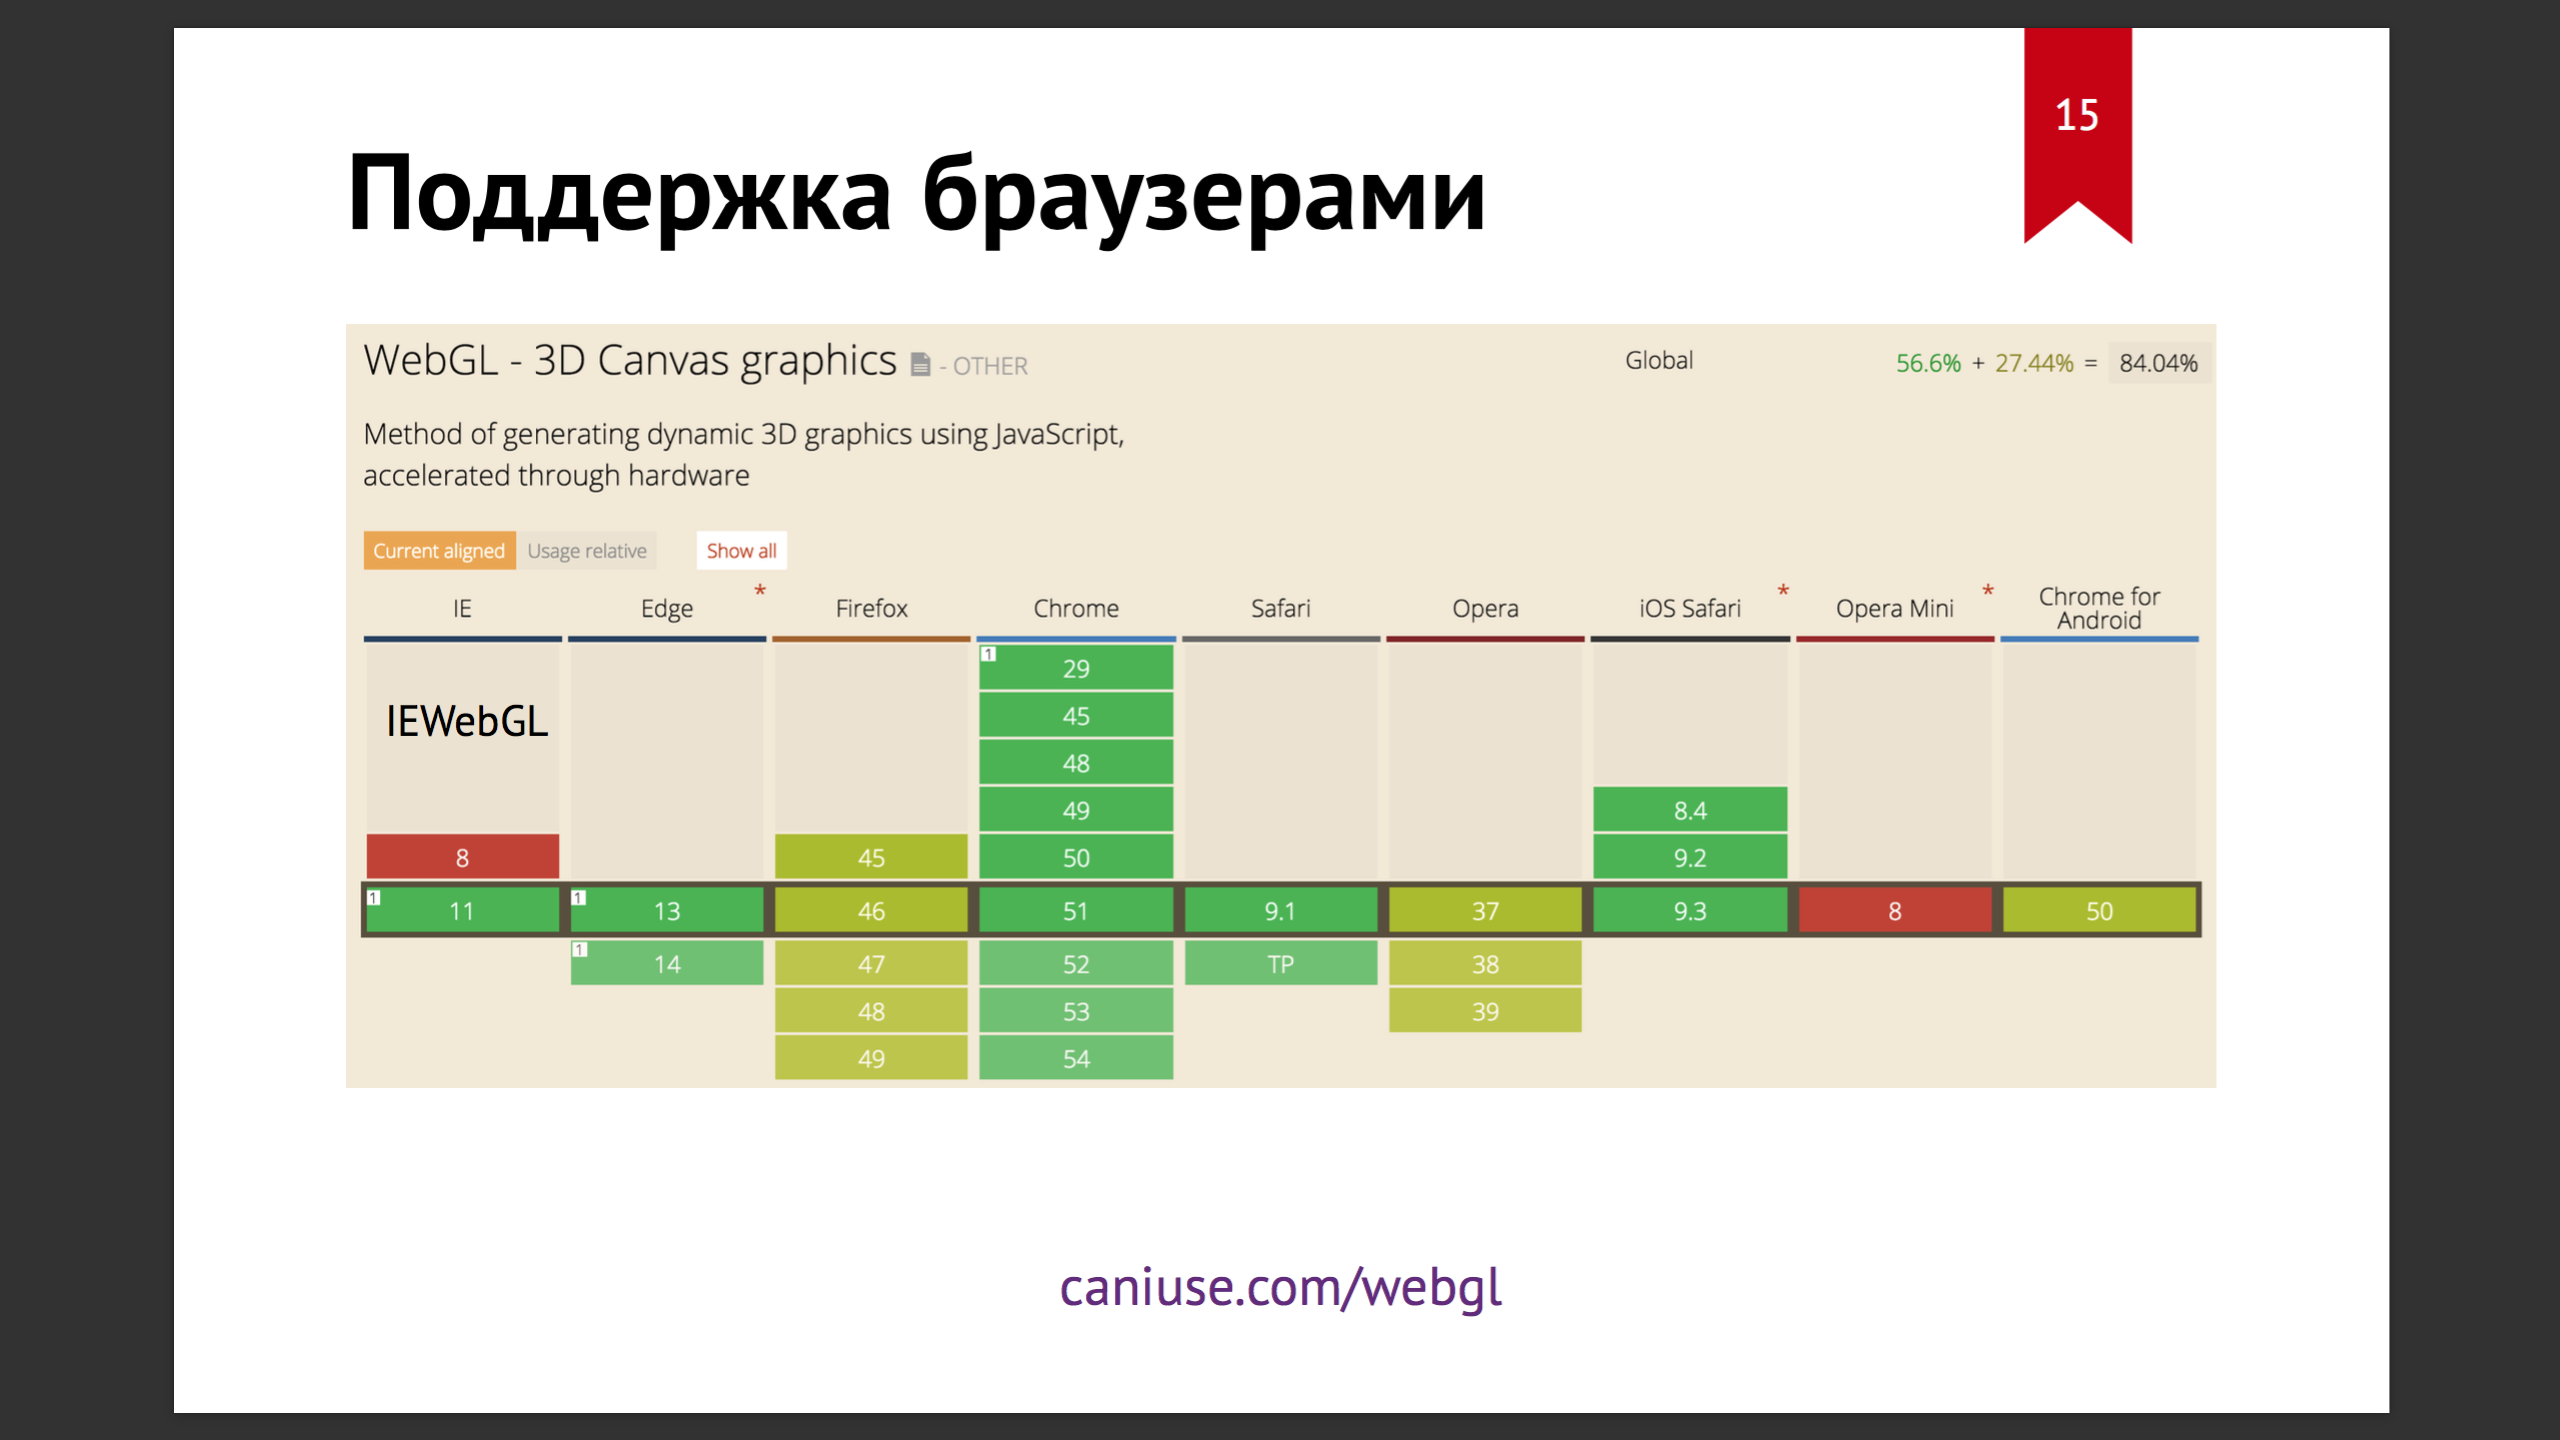 15
Поддержка браузерами
WebGL - 3D Canvas graphics - OTHER
Global
56.6% + 27.44% = 84.04%
Method of generating dynamic 3D graphics using JavaScript,
accelerated through hardware
Current aligned Usage relative Show all
IE Edge * Firefox Chrome Safari Opera iOS Safari * Opera Mini * Chrome for
Android
1 29
IEWebGL 45
48
49 8.4
8 45 50 9.2
1 11 1 13 46 51 9.1 37 9.3 8 50
1 14 47 52 TP 38
48 53 39
49 54
caniuse.com/webgl